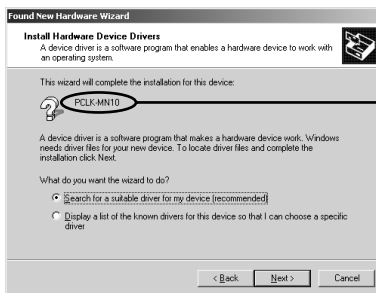 Found New Hardware Wizard
Install Hardware Device Drivers
A device driver is a software program that enables a hardware device to work with
an operating system.
This wizard will complete the installation for this device:
PCLK-MN10
A device driver is a software program that makes a hardware device work. Windows
needs driver files for your new device. To locate driver files and complete the
installation click Next.
What do you want the wizard to do?
Search for a suitable driver for my device (recommended)
Display a list of the known drivers for this device so that I can choose a specific
driver
< Back Next > Cancel